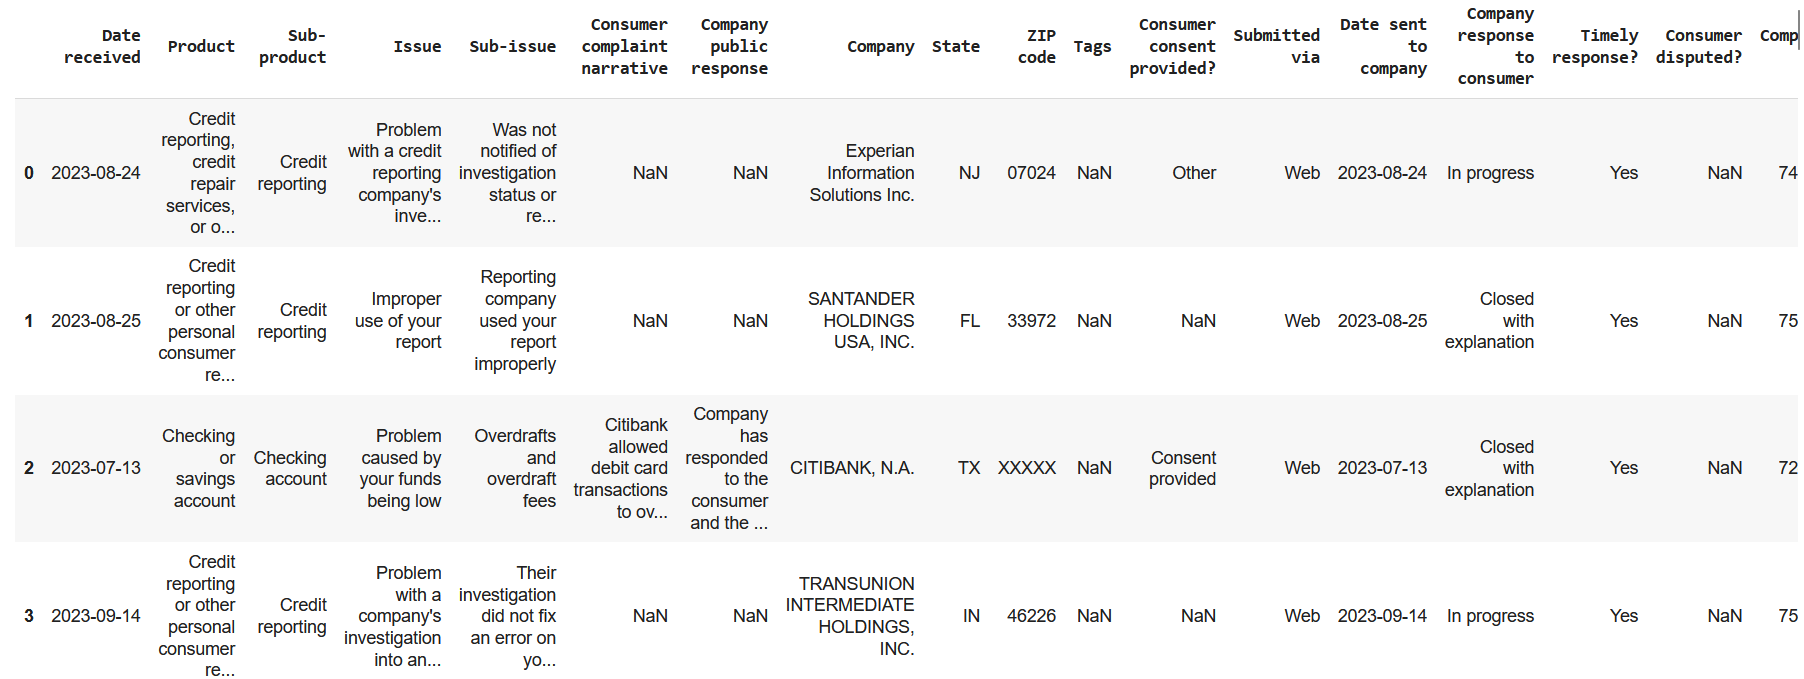 Date received Product Sub-product Issue Sub-issue Consumer complaint narrative Company public response Company State ZIP code Tags Consumer consent provided? Submitted via Date sent to company Company response to consumer Timely response? Consumer disputed? Comp
0 2023-08-24 Credit reporting, credit repair services, or o... Credit reporting Problem with a credit reporting company's inve... Was not notified of investigation status or re... NaN NaN Experian Information Solutions Inc. NJ 07024 NaN Other Web 2023-08-24 In progress Yes NaN 74
1 2023-08-25 Credit reporting or other personal consumer re... Credit reporting Improper use of your report Reporting company used your report improperly NaN NaN SANTANDER HOLDINGS USA, INC. FL 33972 NaN NaN Web 2023-08-25 Closed with explanation Yes NaN 75
2 2023-07-13 Checking or savings account Checking account Problem caused by your funds being low Overdrafts and overdraft fees Citibank allowed debit card transactions to ov... Company has responded to the consumer and the ... CITIBANK, N.A. TX XXXXX NaN Consent provided Web 2023-07-13 Closed with explanation Yes NaN 72
3 2023-09-14 Credit reporting or other personal consumer re... Credit reporting Problem with a company's investigation into an... Their investigation did not fix an error on yo... NaN NaN TRANSUNION INTERMEDIATE HOLDINGS, INC. IN 46226 NaN NaN Web 2023-09-14 In progress Yes NaN 75